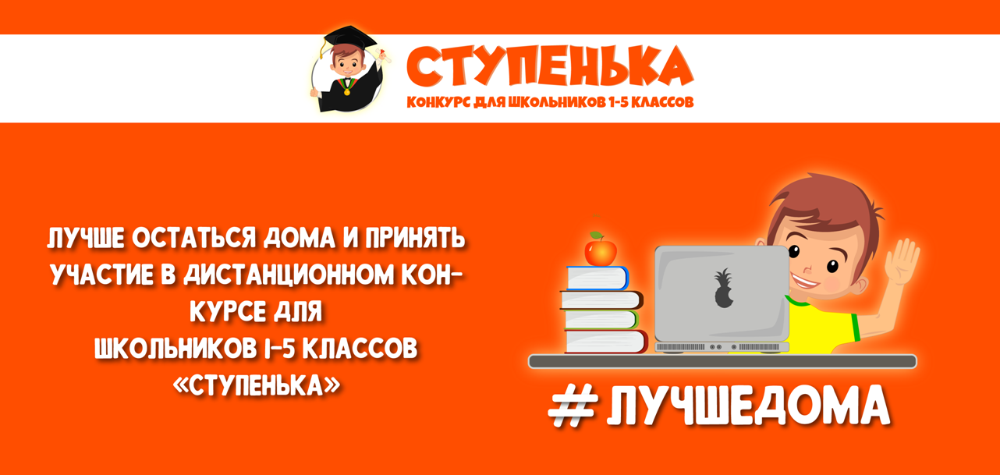 СТУПЕНЬКА
КОНКУРС ДЛЯ ШКОЛЬНИКОВ 1-5 КЛАССОВ
ЛУЧШЕ ОСТАТЬСЯ ДОМА И ПРИНЯТЬ
УЧАСТИЕ В ДИСТАНЦИОННОМ КОН-
КУРСЕ ДЛЯ
ШКОЛЬНИКОВ 1-5 КЛАССОВ
«СТУПЕНЬКА»
#ЛУЧШЕДОМА